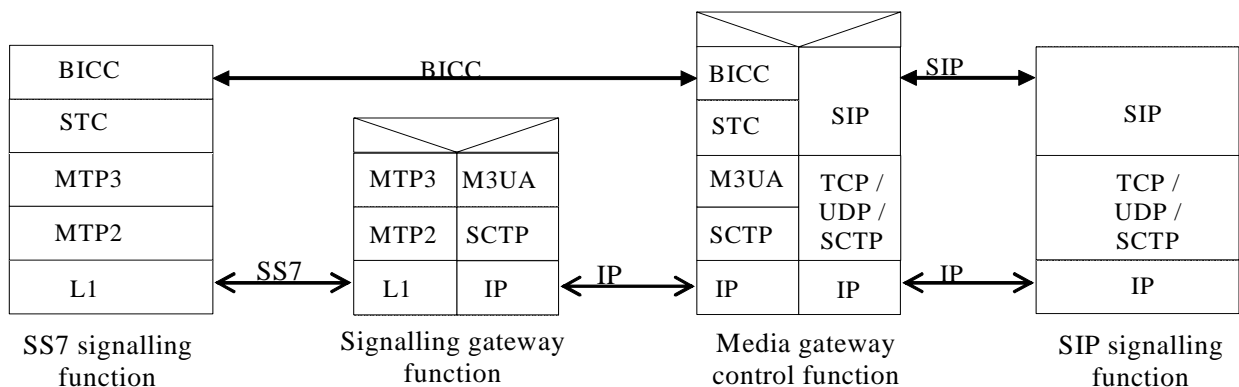 BICC
STC
MTP3
MTP2
L1
SS7 signalling
function
BICC
SS7
MTP3
M3UA
MTP2
SCTP
L1
IP
Signalling gateway
function
IP
BICC
STC
M3UA
SCTP
IP
SIP
TCP /
UDP /
SCTP
IP
Media gateway
control function
SIP
IP
SIP
TCP /
UDP /
SCTP
IP
SIP signalling
function